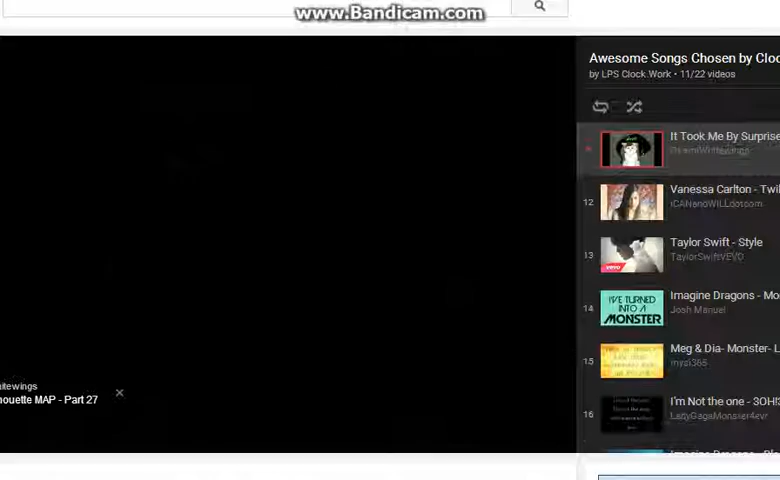 www.Bandicam.com
Awesome Songs Chosen by Cloc
by LPS Clock Work • 11/22 videos
It Took Me By Surprise
12
Vanessa Carlton - Twil
iCANandWILLdotcom
13
Taylor Swift - Style
TaylorSwiftVEVO
vevo
14
Imagine Dragons - Mo
Josh Manuel
I'VE TURNED
INTO A
MONSTER
15
Meg & Dia- Monster- L
16
I'm Not the one - 3OH!3
LadyGagaMonster4evr
itewings
ouette MAP - Part 27